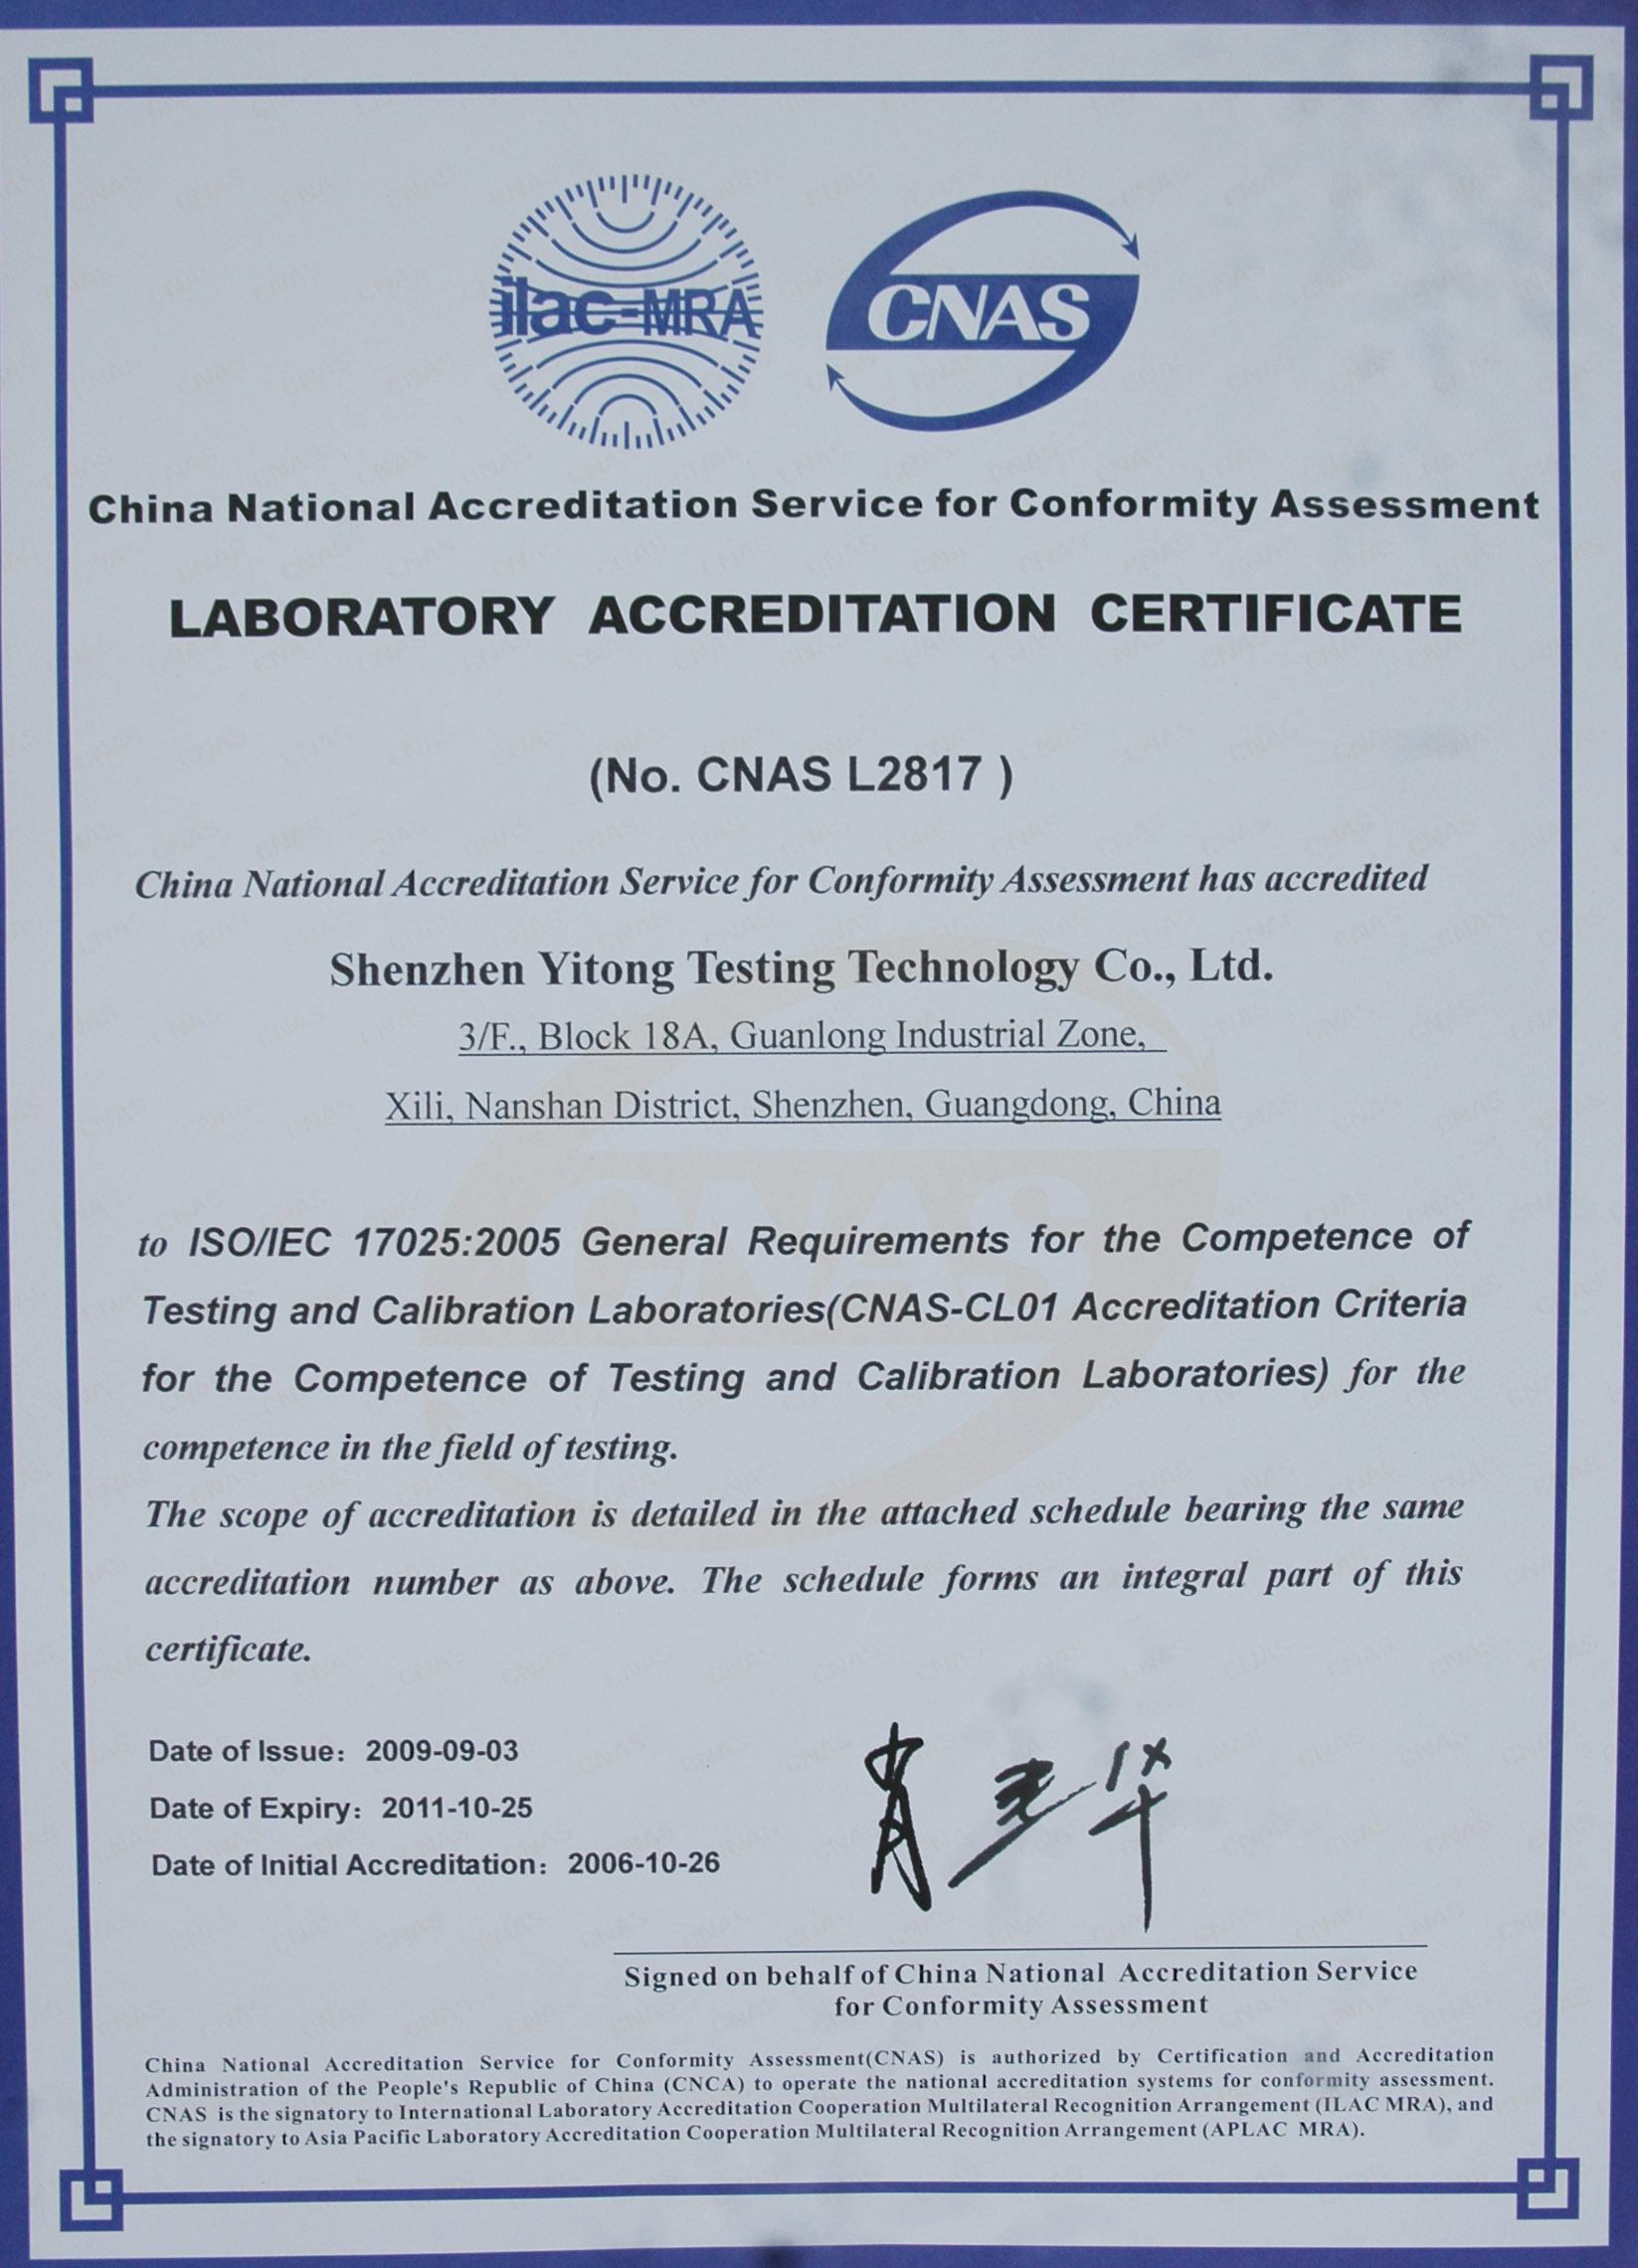 ilac-MRA
CNAS
China National Accreditation Service for Conformity Assessment
LABORATORY ACCREDITATION CERTIFICATE
(No. CNAS L2817 )
China National Accreditation Service for Conformity Assessment has accredited
Shenzhen Yitong Testing Technology Co., Ltd.
3/F., Block 18A, Guanlong Industrial Zone,
Xili, Nanshan District, Shenzhen, Guangdong, China
to ISO/IEC 17025:2005 General Requirements for the Competence of
Testing and Calibration Laboratories(CNAS-CL01 Accreditation Criteria
for the Competence of Testing and Calibration Laboratories) for the
competence in the field of testing.
The scope of accreditation is detailed in the attached schedule bearing the same
accreditation number as above. The schedule forms an integral part of this
certificate.
Date of Issue：2009-09-03
Date of Expiry：2011-10-25
Date of Initial Accreditation：2006-10-26
Signed on behalf of China National Accreditation Service
for Conformity Assessment
China National Accreditation Service for Conformity Assessment(CNAS) is authorized by Certification and Accreditation
Administration of the People's Republic of China (CNCA) to operate the national accreditation systems for conformity assessment.
CNAS is the signatory to International Laboratory Accreditation Cooperation Multilateral Recognition Arrangement (ILAC MRA), and
the signatory to Asia Pacific Laboratory Accreditation Cooperation Multilateral Recognition Arrangement (APLAC MRA).